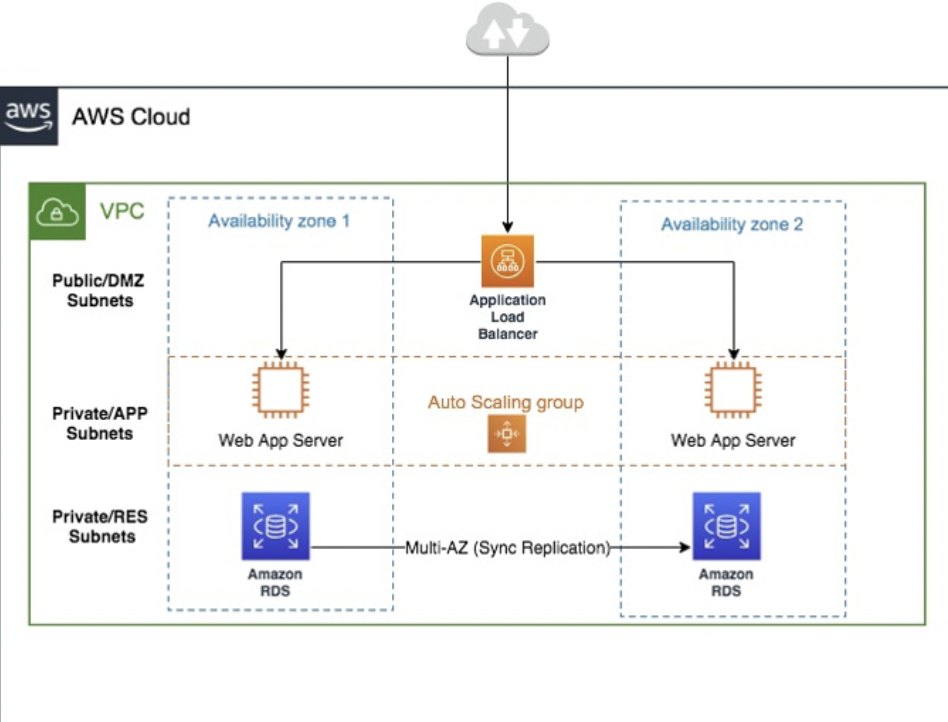 aws
AWS Cloud
VPC
Availability zone 1
Availability zone 2
Public/DMZ
Subnets
Application
Load
Balancer
Private/APP
Subnets
Web App Server
Auto Scaling group
Web App Server
Private/RES
Subnets
Multi-AZ (Sync Replication)
Amazon
RDS
Amazon
RDS